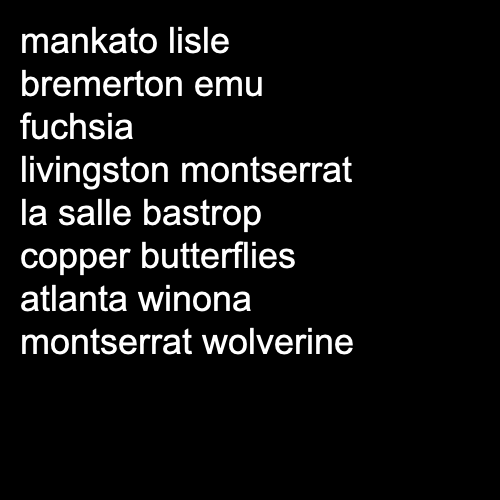 mankato lisle
bremerton emu
fuchsia
livingston montserrat
la salle bastrop
copper butterflies
atlanta winona
montserrat wolverine